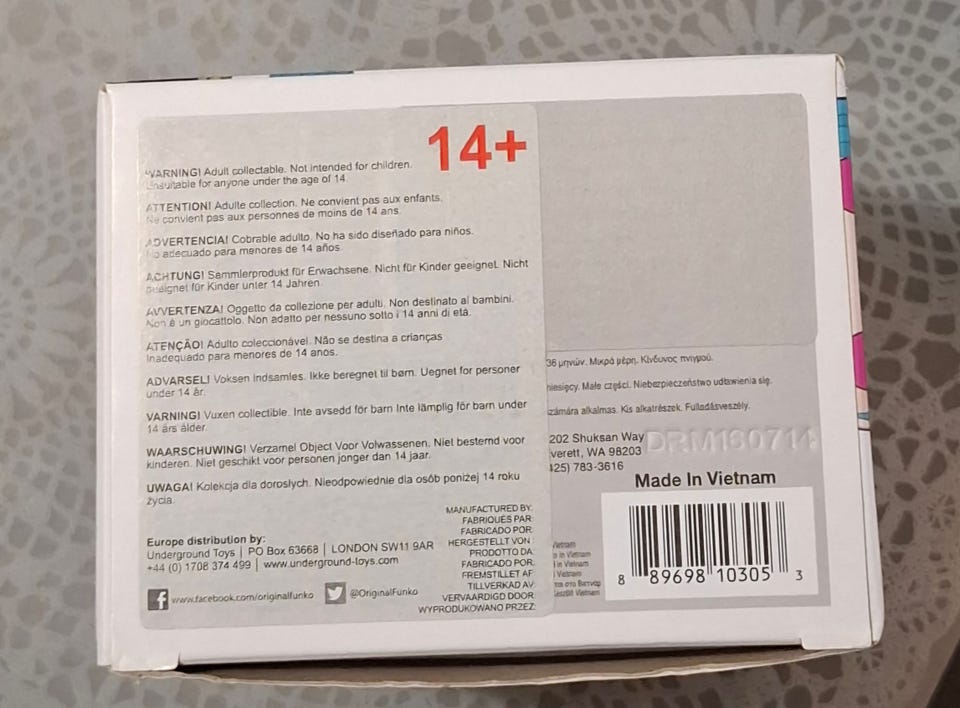 14+
WARNING! Adult collectable. Not intended for children.
Unsuitable for anyone under the age of 14.
ATTENTION! Adulte collection. Ne convient pas aux enfants.
Ne convient pas aux personnes de moins de 14 ans.
ADVERTENCIA! Cobrable adulto. No ha sido diseñado para niños.
No adecuado para menores de 14 años.
ACHTUNG! Sammlerprodukt für Erwachsene. Nicht für Kinder geeignet. Nicht
geeignet für Kinder unter 14 Jahren.
AVVERTENZA! Oggetto da collezione per adulti. Non destinato al bambini.
Non è un giocattolo. Non adatto per nessuno sotto i 14 anni di età.
ATENÇÃO! Adulto coleccionável. Não se destina a crianças
Inadequado para menores de 14 anos.
ADVARSEL! Voksen indsamles. Ikke beregnet til børn. Uegnet for personer
under 14 år.
VARNING! Vuxen collectible. Inte avsedd för barn Inte lämplig för barn under
14 års ålder.
WAARSCHUWING! Verzamel Object Voor Volwassenen. Niet bestemd voor
kinderen. Niet geschikt voor personen jonger dan 14 jaar.
UWAGA! Kolekcja dla dorosłych. Nieodpowiednie dla osób poniżej 14 roku
życia.
Europe distribution by:
Underground Toys | PO Box 63668 | LONDON SW11 9AR
+44 (0) 1708 374 499 | www.underground-toys.com
www.facebook.com/originalfunko @OriginalFunko
MANUFACTURED BY:
FABRIQUES PAR:
FABRICADO POR:
HERGESTELLT VON :
PRODOTTO DA:
FABRICADO POR:
FREMSTILLET AF:
TILLVERKAD AV:
VERVAARDIGD DOOR:
WYPRODUKOWANO PRZEZ:
36 μηνών. Μικρά μέρη. Κίνδυνος πνιγμού.
miesięcy. Małe części. Niebezpieczeństwo udławienia się.
számára alkalmas. Kis alkatrészek. Fulladásveszély.
202 Shuksan Way
verett, WA 98203
425) 783-3616
DRM160714
Made In Vietnam
Vietnam
in Vietnam
Vietnam
Vietnam
στο Βιετνάμ
Készült Vietnam
8 89698 10305 3